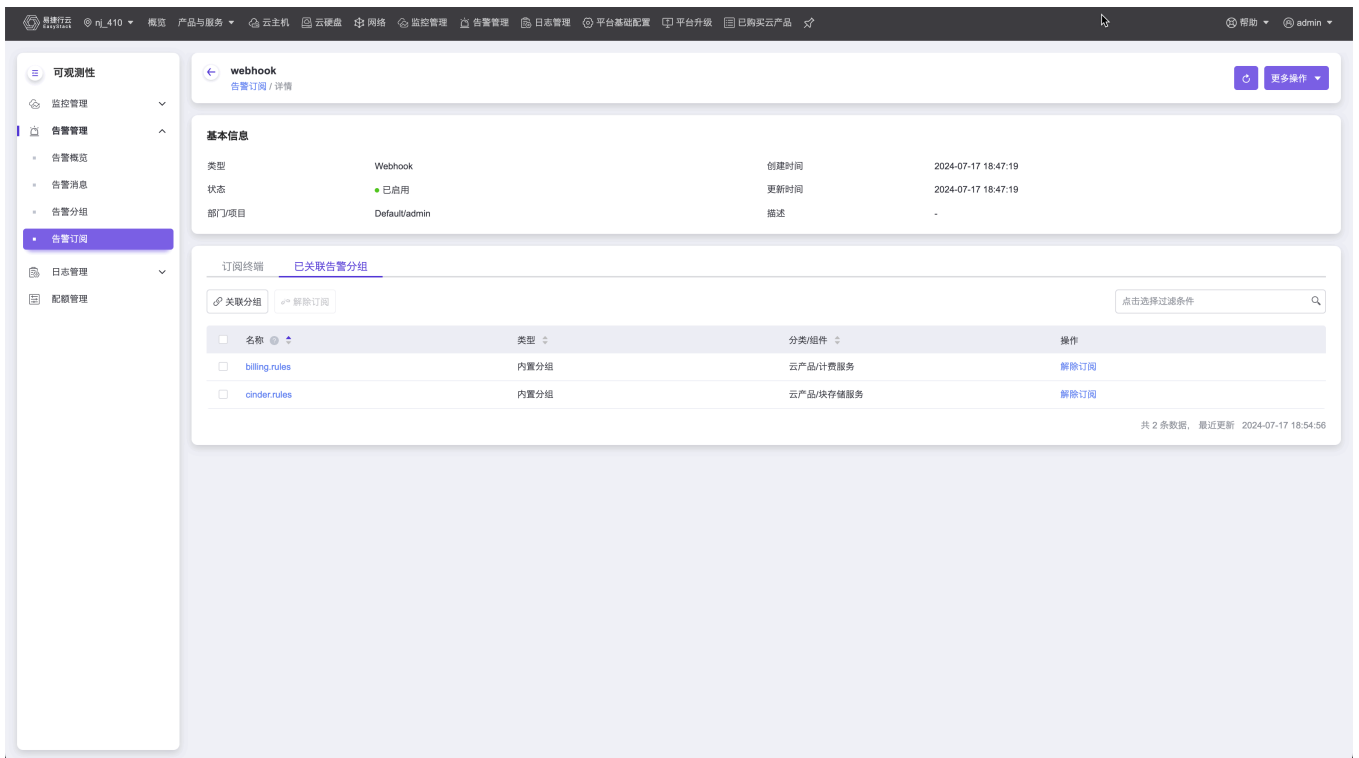 易捷行云 EasyStack nj_410 概览 产品与服务 云主机 云硬盘 网络 监控管理 告警管理 日志管理 平台基础配置 平台升级 已购买云产品 帮助 admin
可观测性
监控管理
告警管理
告警概览
告警消息
告警分组
告警订阅
日志管理
配额管理
webhook
告警订阅 / 详情
更多操作
基本信息
类型 Webhook 创建时间 2024-07-17 18:47:19
状态 已启用 更新时间 2024-07-17 18:47:19
部门/项目 Default/admin 描述 -
订阅终端 已关联告警分组
关联分组 解除订阅 点击选择过滤条件
名称 类型 分类/组件 操作
billing.rules 内置分组 云产品/计费服务 解除订阅
cinder.rules 内置分组 云产品/块存储服务 解除订阅
共 2 条数据, 最近更新 2024-07-17 18:54:56